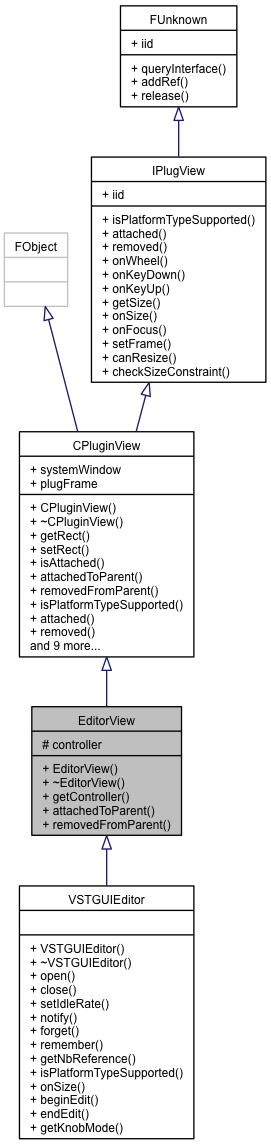 FUnknown
+ iid
+ queryInterface()
+ addRef()
+ release()
IPlugView
+ iid
+ isPlatformTypeSupported()
+ attached()
+ removed()
+ onWheel()
+ onKeyDown()
+ onKeyUp()
+ getSize()
+ onSize()
+ onFocus()
+ setFrame()
+ canResize()
+ checkSizeConstraint()
FObject
CPluginView
+ systemWindow
+ plugFrame
+ CPluginView()
+ ~CPluginView()
+ getRect()
+ setRect()
+ isAttached()
+ attachedToParent()
+ removedFromParent()
+ isPlatformTypeSupported()
+ attached()
+ removed()
and 9 more...
EditorView
# controller
+ EditorView()
+ ~EditorView()
+ getController()
+ attachedToParent()
+ removedFromParent()
VSTGUIEditor
+ VSTGUIEditor()
+ ~VSTGUIEditor()
+ open()
+ close()
+ setIdleRate()
+ notify()
+ forget()
+ remember()
+ getNbReference()
+ isPlatformTypeSupported()
+ onSize()
+ beginEdit()
+ endEdit()
+ getKnobMode()